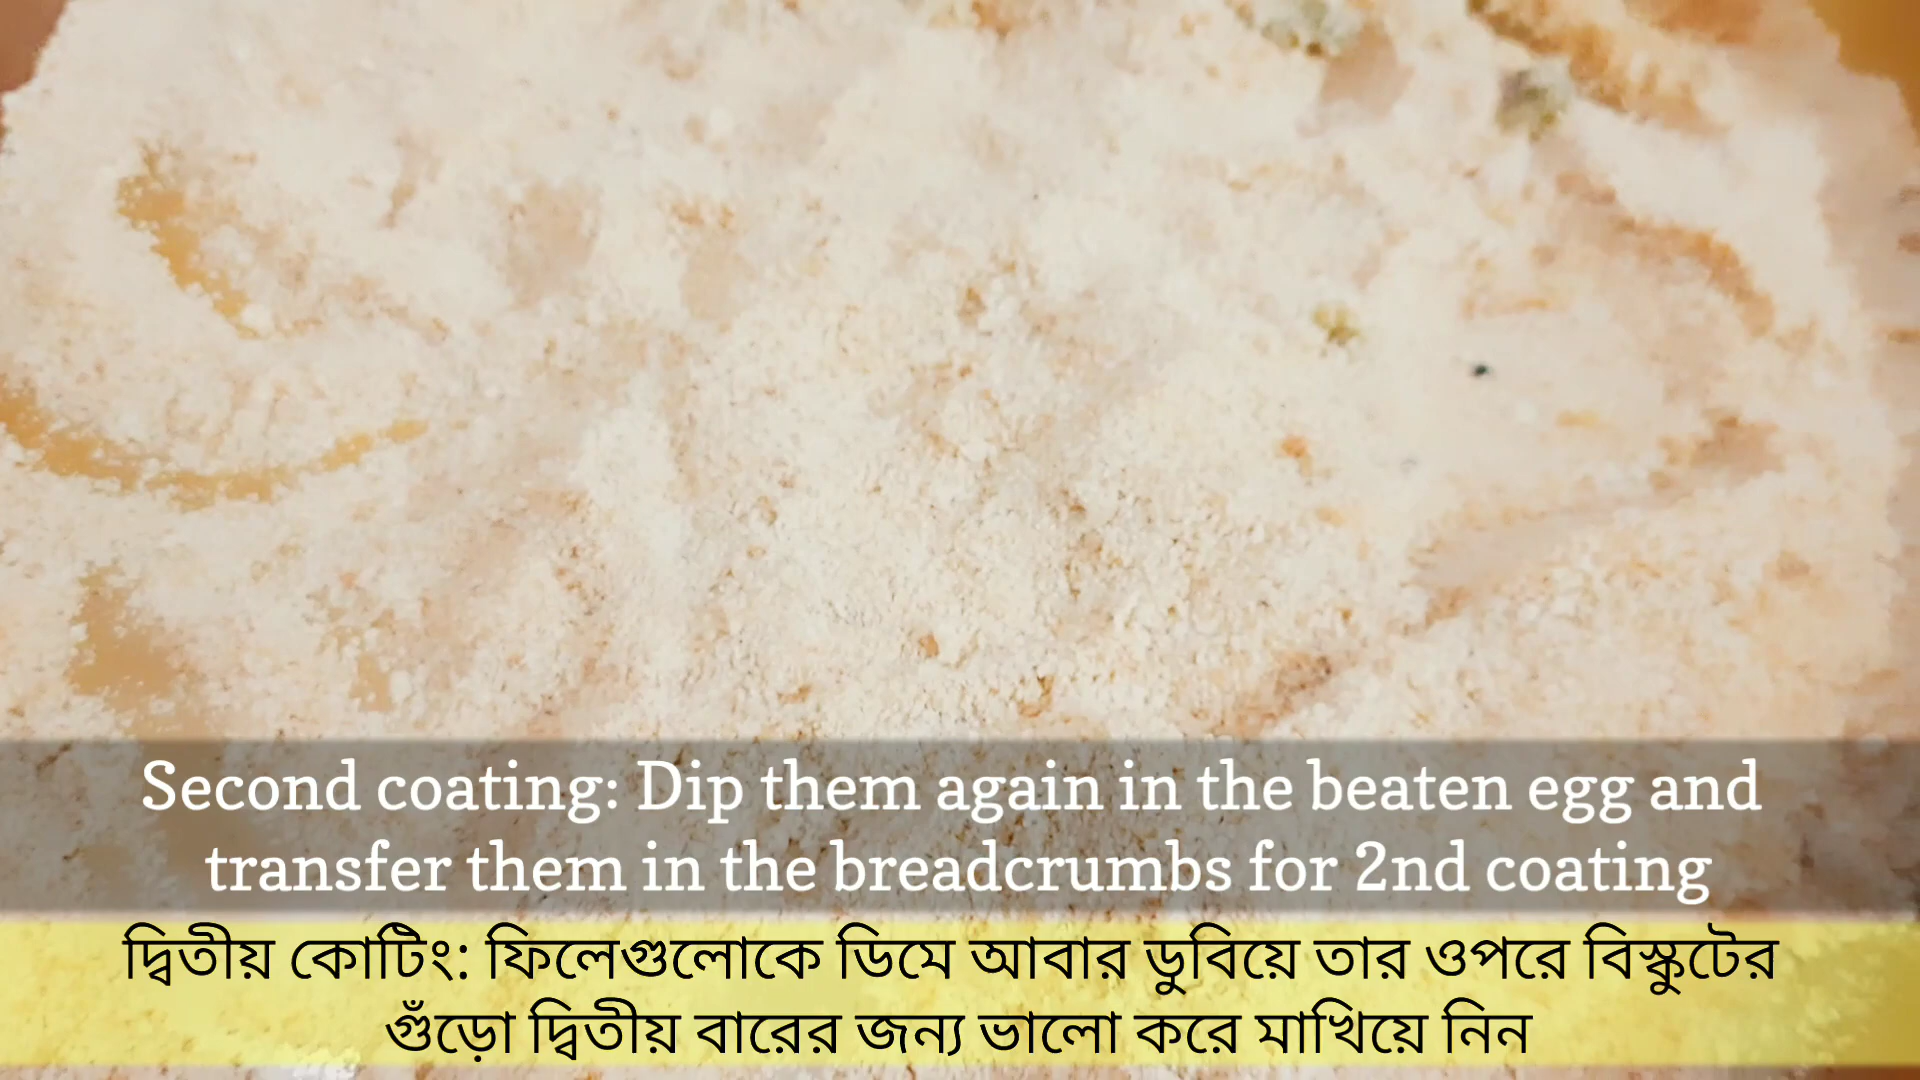 Second coating: Dip them again in the beaten egg and
transfer them in the breadcrumbs for 2nd coating
দ্বিতীয় কোটিং: ফিলেগুলোকে ডিমে আবার ডুবিয়ে তার ওপরে বিস্কুটের
গুঁড়ো দ্বিতীয় বারের জন্য ভালো করে মাখিয়ে নিন